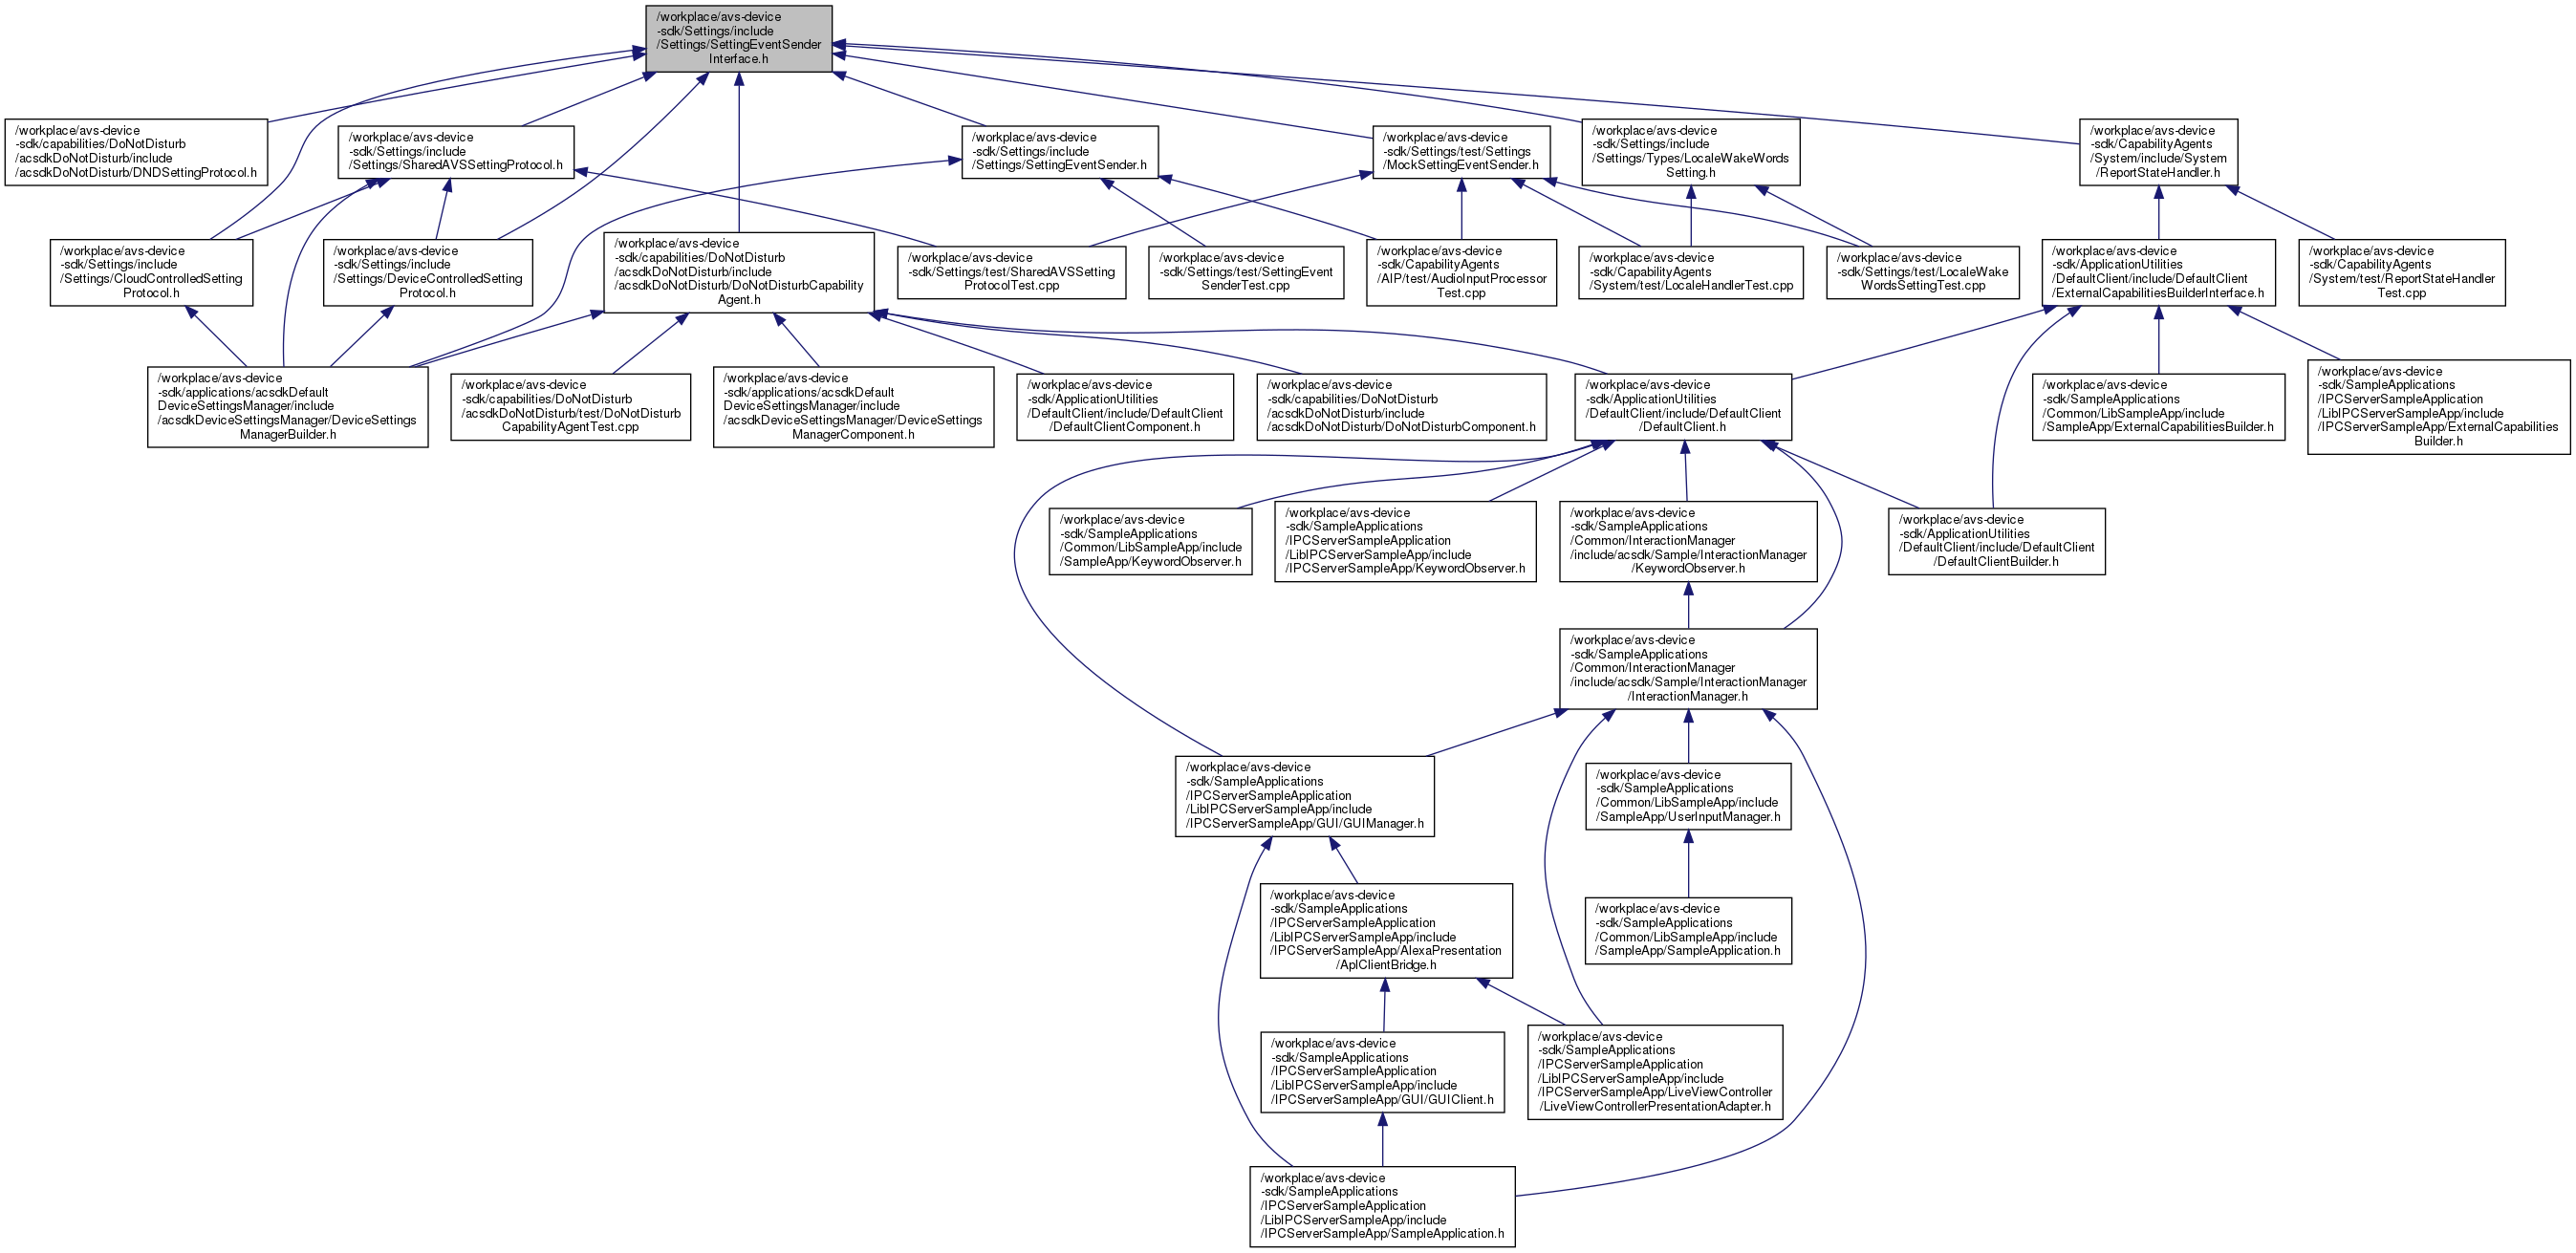 /workplace/avs-device
-sdk/Settings/include
/Settings/SettingEventSender
Interface.h
/workplace/avs-device
-sdk/capabilities/DoNotDisturb
/acsdkDoNotDisturb/include
/acsdkDoNotDisturb/DNDSettingProtocol.h
/workplace/avs-device
-sdk/Settings/include
/Settings/SharedAVSSettingProtocol.h
/workplace/avs-device
-sdk/Settings/include
/Settings/SettingEventSender.h
/workplace/avs-device
-sdk/Settings/test/Settings
/MockSettingEventSender.h
/workplace/avs-device
-sdk/Settings/include
/Settings/Types/LocaleWakeWords
Setting.h
/workplace/avs-device
-sdk/CapabilityAgents
/System/include/System
/ReportStateHandler.h
/workplace/avs-device
-sdk/Settings/include
/Settings/CloudControlledSetting
Protocol.h
/workplace/avs-device
-sdk/Settings/include
/Settings/DeviceControlledSetting
Protocol.h
/workplace/avs-device
-sdk/capabilities/DoNotDisturb
/acsdkDoNotDisturb/include
/acsdkDoNotDisturb/DoNotDisturbCapability
Agent.h
/workplace/avs-device
-sdk/Settings/test/SharedAVSSetting
ProtocolTest.cpp
/workplace/avs-device
-sdk/Settings/test/SettingEvent
SenderTest.cpp
/workplace/avs-device
-sdk/CapabilityAgents
/AIP/test/AudioInputProcessor
Test.cpp
/workplace/avs-device
-sdk/CapabilityAgents
/System/test/LocaleHandlerTest.cpp
/workplace/avs-device
-sdk/Settings/test/LocaleWake
WordsSettingTest.cpp
/workplace/avs-device
-sdk/ApplicationUtilities
/DefaultClient/include/DefaultClient
/ExternalCapabilitiesBuilderInterface.h
/workplace/avs-device
-sdk/CapabilityAgents
/System/test/ReportStateHandler
Test.cpp
/workplace/avs-device
-sdk/applications/acsdkDefault
DeviceSettingsManager/include
/acsdkDeviceSettingsManager/DeviceSettings
ManagerBuilder.h
/workplace/avs-device
-sdk/capabilities/DoNotDisturb
/acsdkDoNotDisturb/test/DoNotDisturb
CapabilityAgentTest.cpp
/workplace/avs-device
-sdk/applications/acsdkDefault
DeviceSettingsManager/include
/acsdkDeviceSettingsManager/DeviceSettings
ManagerComponent.h
/workplace/avs-device
-sdk/ApplicationUtilities
/DefaultClient/include/DefaultClient
/DefaultClientComponent.h
/workplace/avs-device
-sdk/capabilities/DoNotDisturb
/acsdkDoNotDisturb/include
/acsdkDoNotDisturb/DoNotDisturbComponent.h
/workplace/avs-device
-sdk/ApplicationUtilities
/DefaultClient/include/DefaultClient
/DefaultClient.h
/workplace/avs-device
-sdk/SampleApplications
/Common/LibSampleApp/include
/SampleApp/ExternalCapabilitiesBuilder.h
/workplace/avs-device
-sdk/SampleApplications
/IPCServerSampleApplication
/LibIPCServerSampleApp/include
/IPCServerSampleApp/ExternalCapabilities
Builder.h
/workplace/avs-device
-sdk/SampleApplications
/Common/LibSampleApp/include
/SampleApp/KeywordObserver.h
/workplace/avs-device
-sdk/SampleApplications
/IPCServerSampleApplication
/LibIPCServerSampleApp/include
/IPCServerSampleApp/KeywordObserver.h
/workplace/avs-device
-sdk/SampleApplications
/Common/InteractionManager
/include/acsdk/Sample/InteractionManager
/KeywordObserver.h
/workplace/avs-device
-sdk/ApplicationUtilities
/DefaultClient/include/DefaultClient
/DefaultClientBuilder.h
/workplace/avs-device
-sdk/SampleApplications
/Common/InteractionManager
/include/acsdk/Sample/InteractionManager
/InteractionManager.h
/workplace/avs-device
-sdk/SampleApplications
/IPCServerSampleApplication
/LibIPCServerSampleApp/include
/IPCServerSampleApp/GUI/GUIManager.h
/workplace/avs-device
-sdk/SampleApplications
/Common/LibSampleApp/include
/SampleApp/UserInputManager.h
/workplace/avs-device
-sdk/SampleApplications
/IPCServerSampleApplication
/LibIPCServerSampleApp/include
/IPCServerSampleApp/AlexaPresentation
/AplClientBridge.h
/workplace/avs-device
-sdk/SampleApplications
/Common/LibSampleApp/include
/SampleApp/SampleApplication.h
/workplace/avs-device
-sdk/SampleApplications
/IPCServerSampleApplication
/LibIPCServerSampleApp/include
/IPCServerSampleApp/GUI/GUIClient.h
/workplace/avs-device
-sdk/SampleApplications
/IPCServerSampleApplication
/LibIPCServerSampleApp/include
/IPCServerSampleApp/LiveViewController
/LiveViewControllerPresentationAdapter.h
/workplace/avs-device
-sdk/SampleApplications
/IPCServerSampleApplication
/LibIPCServerSampleApp/include
/IPCServerSampleApp/SampleApplication.h